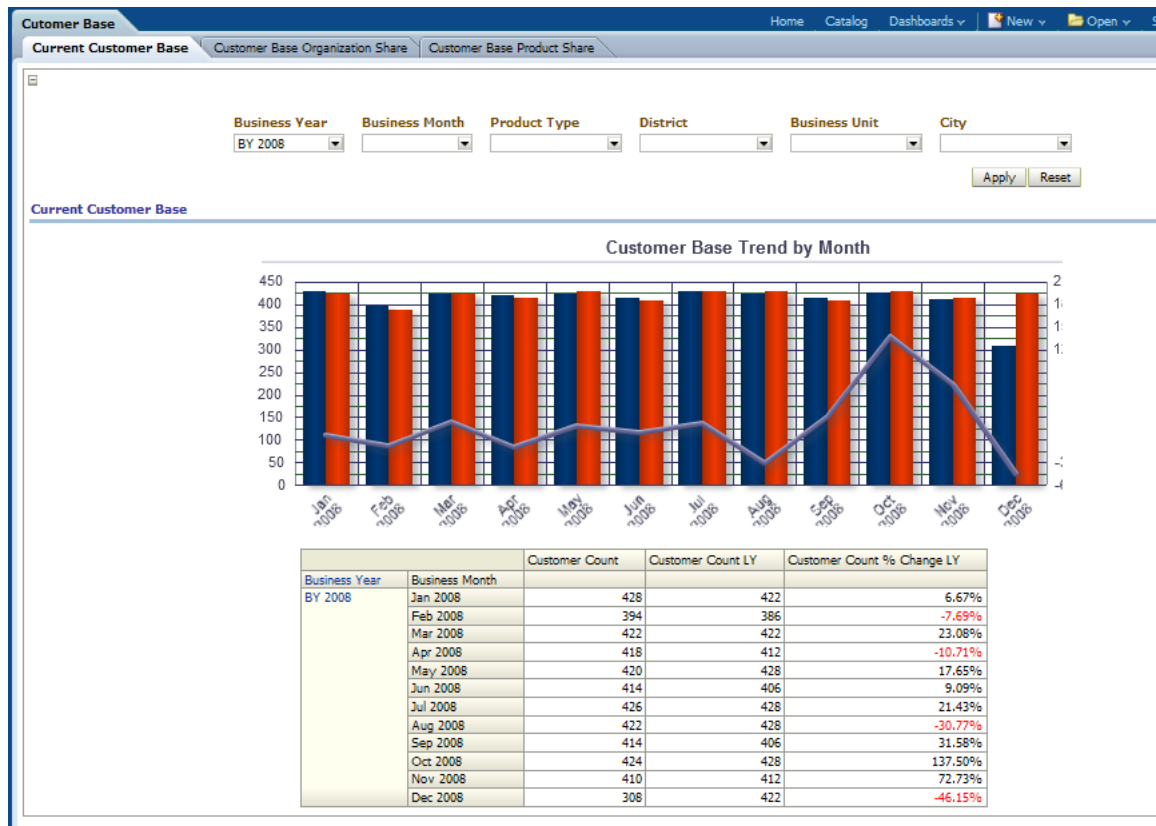 Cutomer Base
Home Catalog Dashboards New Open
Current Customer Base Customer Base Organization Share Customer Base Product Share
Business Year Business Month Product Type District Business Unit City
BY 2008
Apply Reset
Current Customer Base
Customer Base Trend by Month
450
400
350
300
250
200
150
100
50
0
Jan 2008 Feb 2008 Mar 2008 Apr 2008 May 2008 Jun 2008 Jul 2008 Aug 2008 Sep 2008 Oct 2008 Nov 2008 Dec 2008
Customer Count Customer Count LY Customer Count % Change LY
Business Year Business Month
BY 2008 Jan 2008 428 422 6.67%
Feb 2008 394 386 -7.69%
Mar 2008 422 422 23.08%
Apr 2008 418 412 -10.71%
May 2008 420 428 17.65%
Jun 2008 414 406 9.09%
Jul 2008 426 428 21.43%
Aug 2008 422 428 -30.77%
Sep 2008 414 406 31.58%
Oct 2008 424 428 137.50%
Nov 2008 410 412 72.73%
Dec 2008 308 422 -46.15%